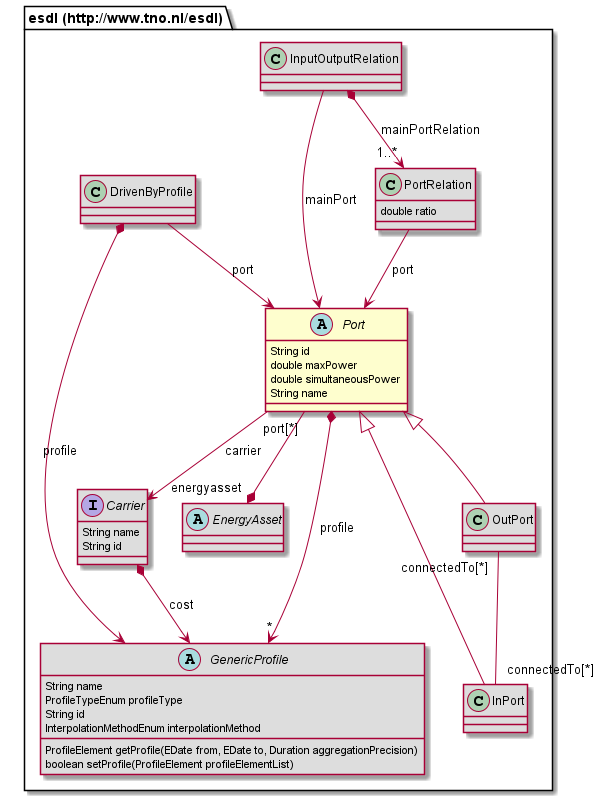 esdl (http://www.tno.nl/esdl)
C InputOutputRelation
mainPortRelation
1..*
C DrivenByProfile
C PortRelation
double ratio
mainPort
port
port
A Port
String id
double maxPower
double simultaneousPower
String name
port[*]
carrier
profile
energyasset
I Carrier
String name
String id
A EnergyAsset
C OutPort
profile
connectedTo[*]
cost
*
connectedTo[*]
A GenericProfile
String name
ProfileTypeEnum profileType
String id
InterpolationMethodEnum interpolationMethod
ProfileElement getProfile(EDate from, EDate to, Duration aggregationPrecision)
boolean setProfile(ProfileElement profileElementList)
C InPort